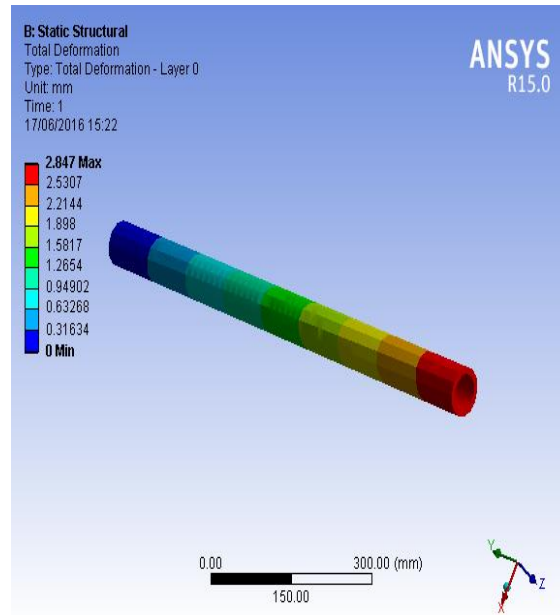 B: Static Structural
Total Deformation
Type: Total Deformation - Layer 0
Unit: mm
Time: 1
17/06/2016 15:22
ANSYS
R15.0
2.847 Max
2.5307
2.2144
1.898
1.5817
1.2654
0.94902
0.63268
0.31634
0 Min
0.00 300.00 (mm)
150.00
Y
Z
X